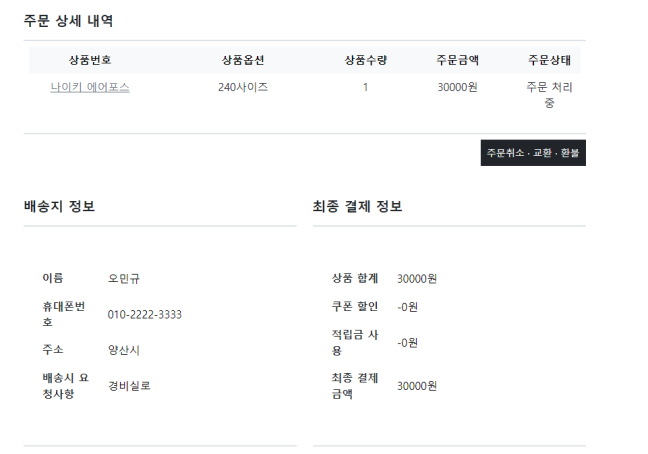 주문 상세 내역
상품번호 상품옵션 상품수량 주문금액 주문상태
나이키 에어포스 240사이즈 1 30000원 주문 처리
중
주문취소 · 교환 · 환불
배송지 정보 최종 결제 정보
이름 오민규
휴대폰번
호 010-2222-3333
주소 양산시
배송시 요
청사항 경비실로
상품 합계 30000원
쿠폰 할인 -0원
적립금 사
용 -0원
최종 결제
금액 30000원